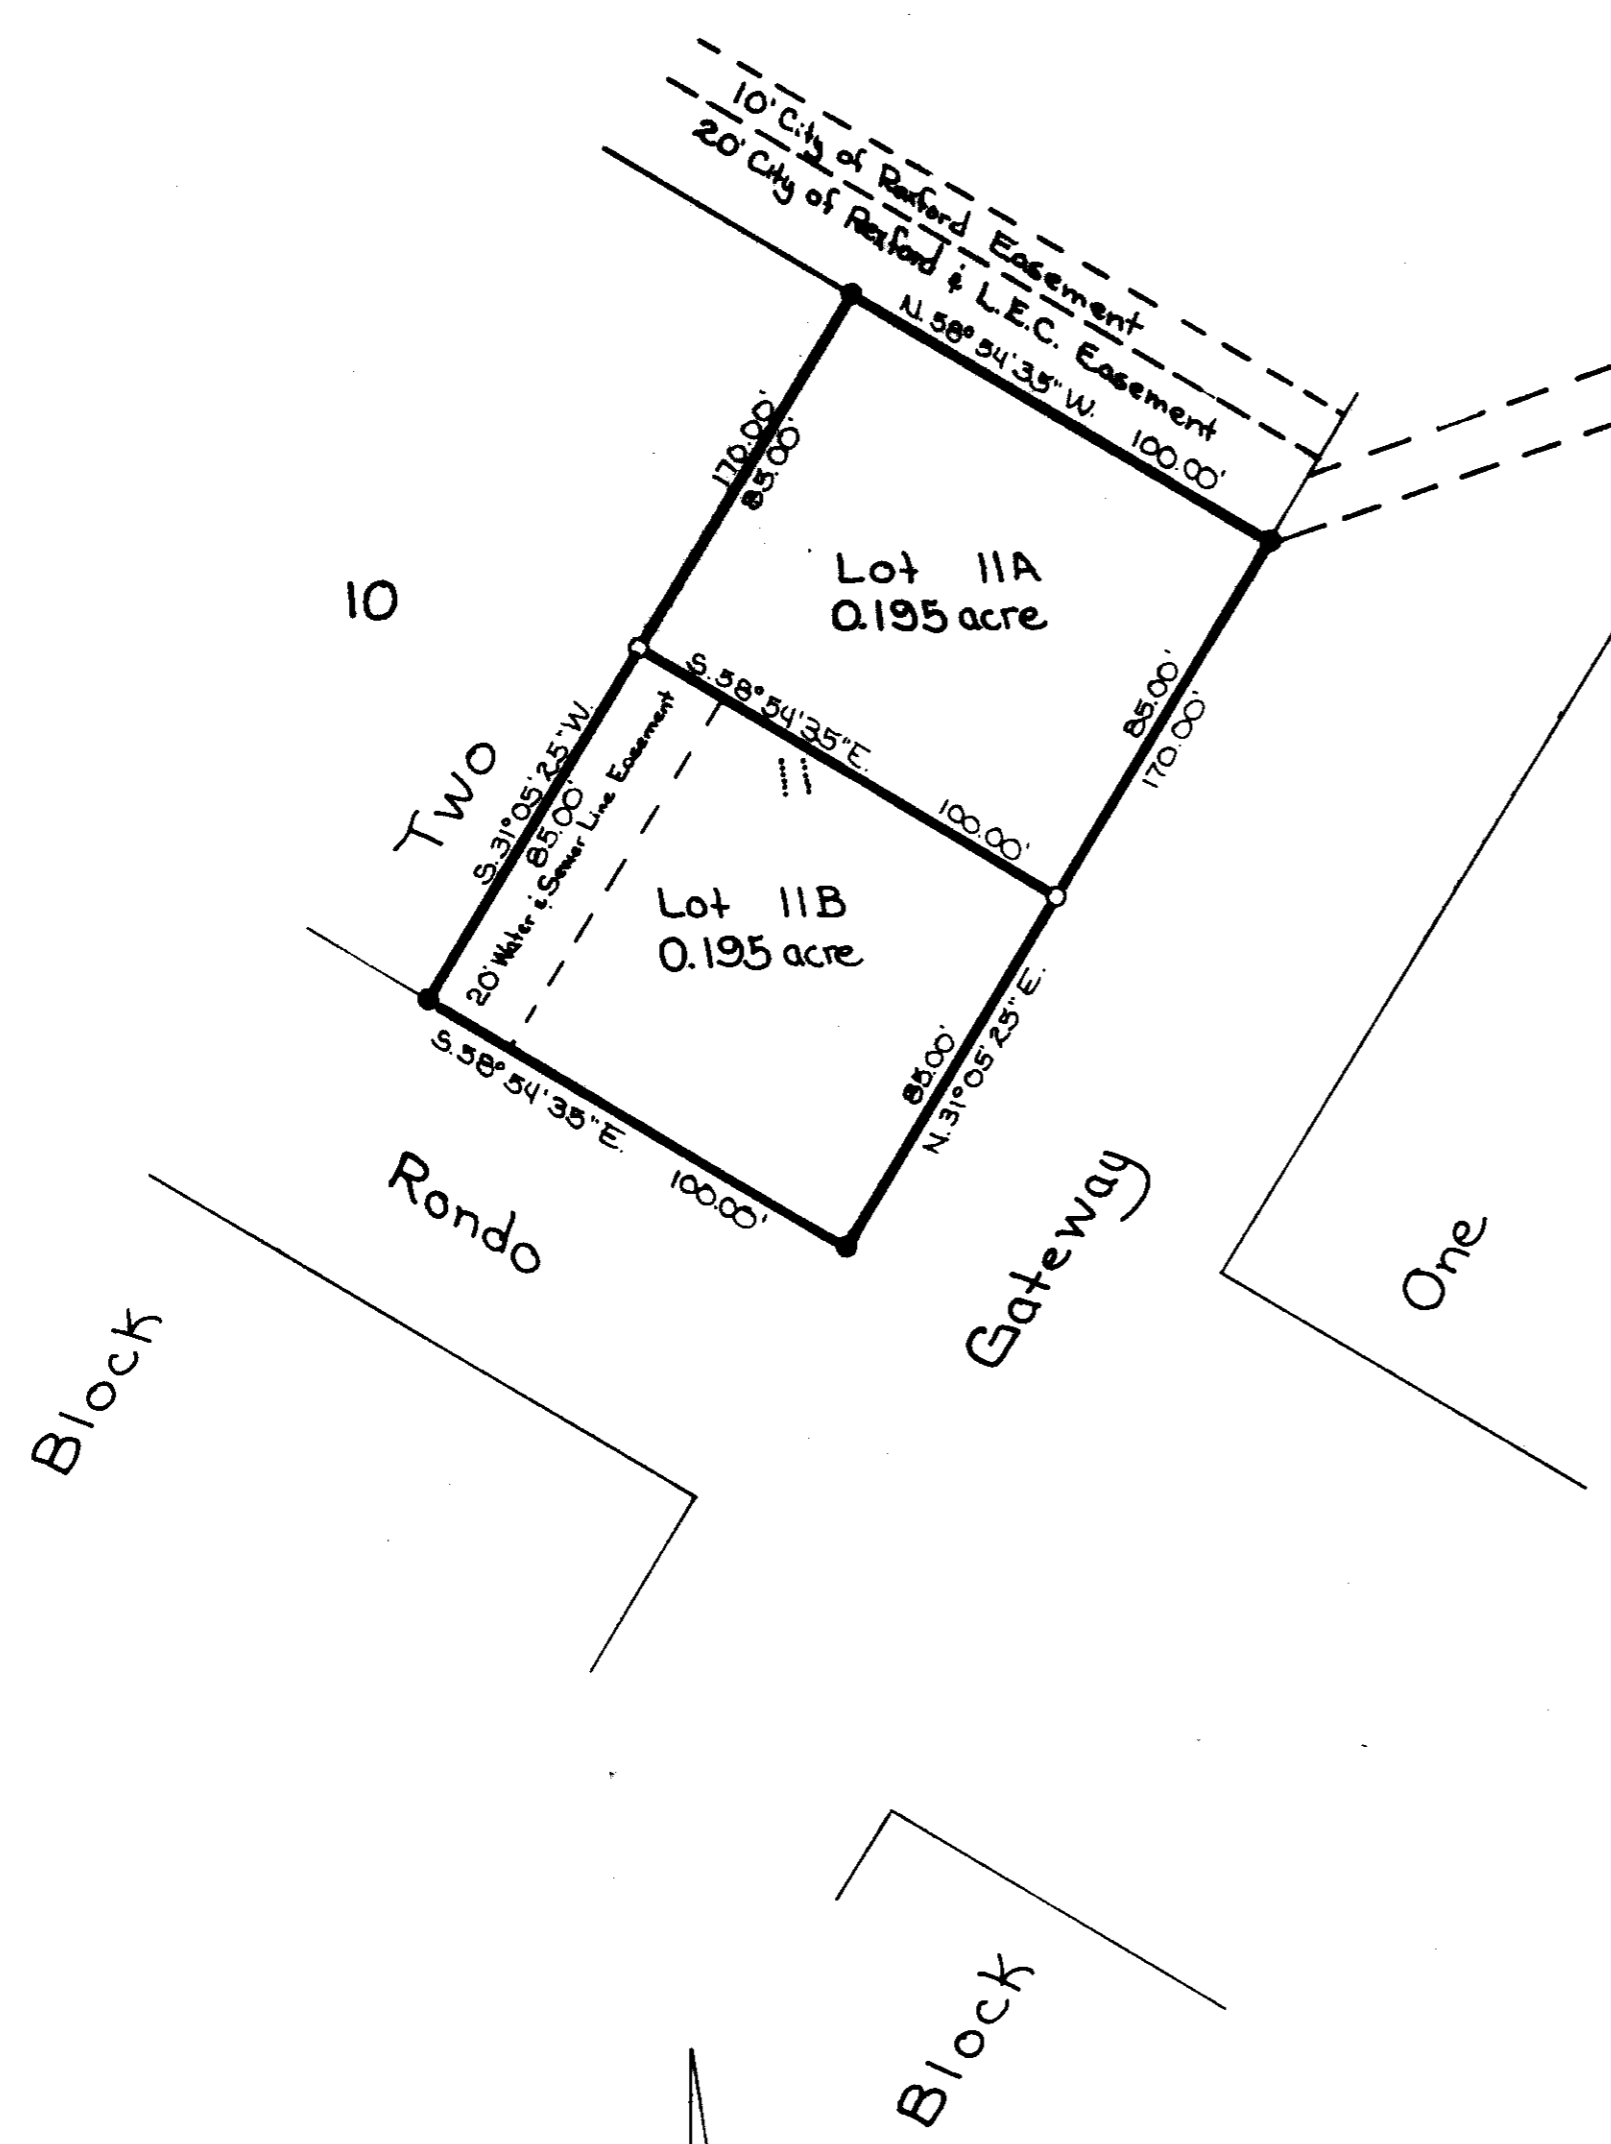 10' City of Rexford Easement
20' City of Rexford & L.E.C. Easement
N. 58° 54' 35" W.
100.00'
170.00'
85.00'
Lot 11A
0.195 acre
10
S. 58° 54' 35" E.
100.00'
85.00'
170.00'
TWO
S. 31° 05' 25" W.
85.00'
20' Water & Sewer Line Easement
11
Lot 11B
0.195 acre
85.00'
N. 31° 05' 25" E.
S. 58° 54' 35" E.
100.00'
Rondo
Gateway
One
Block
Block